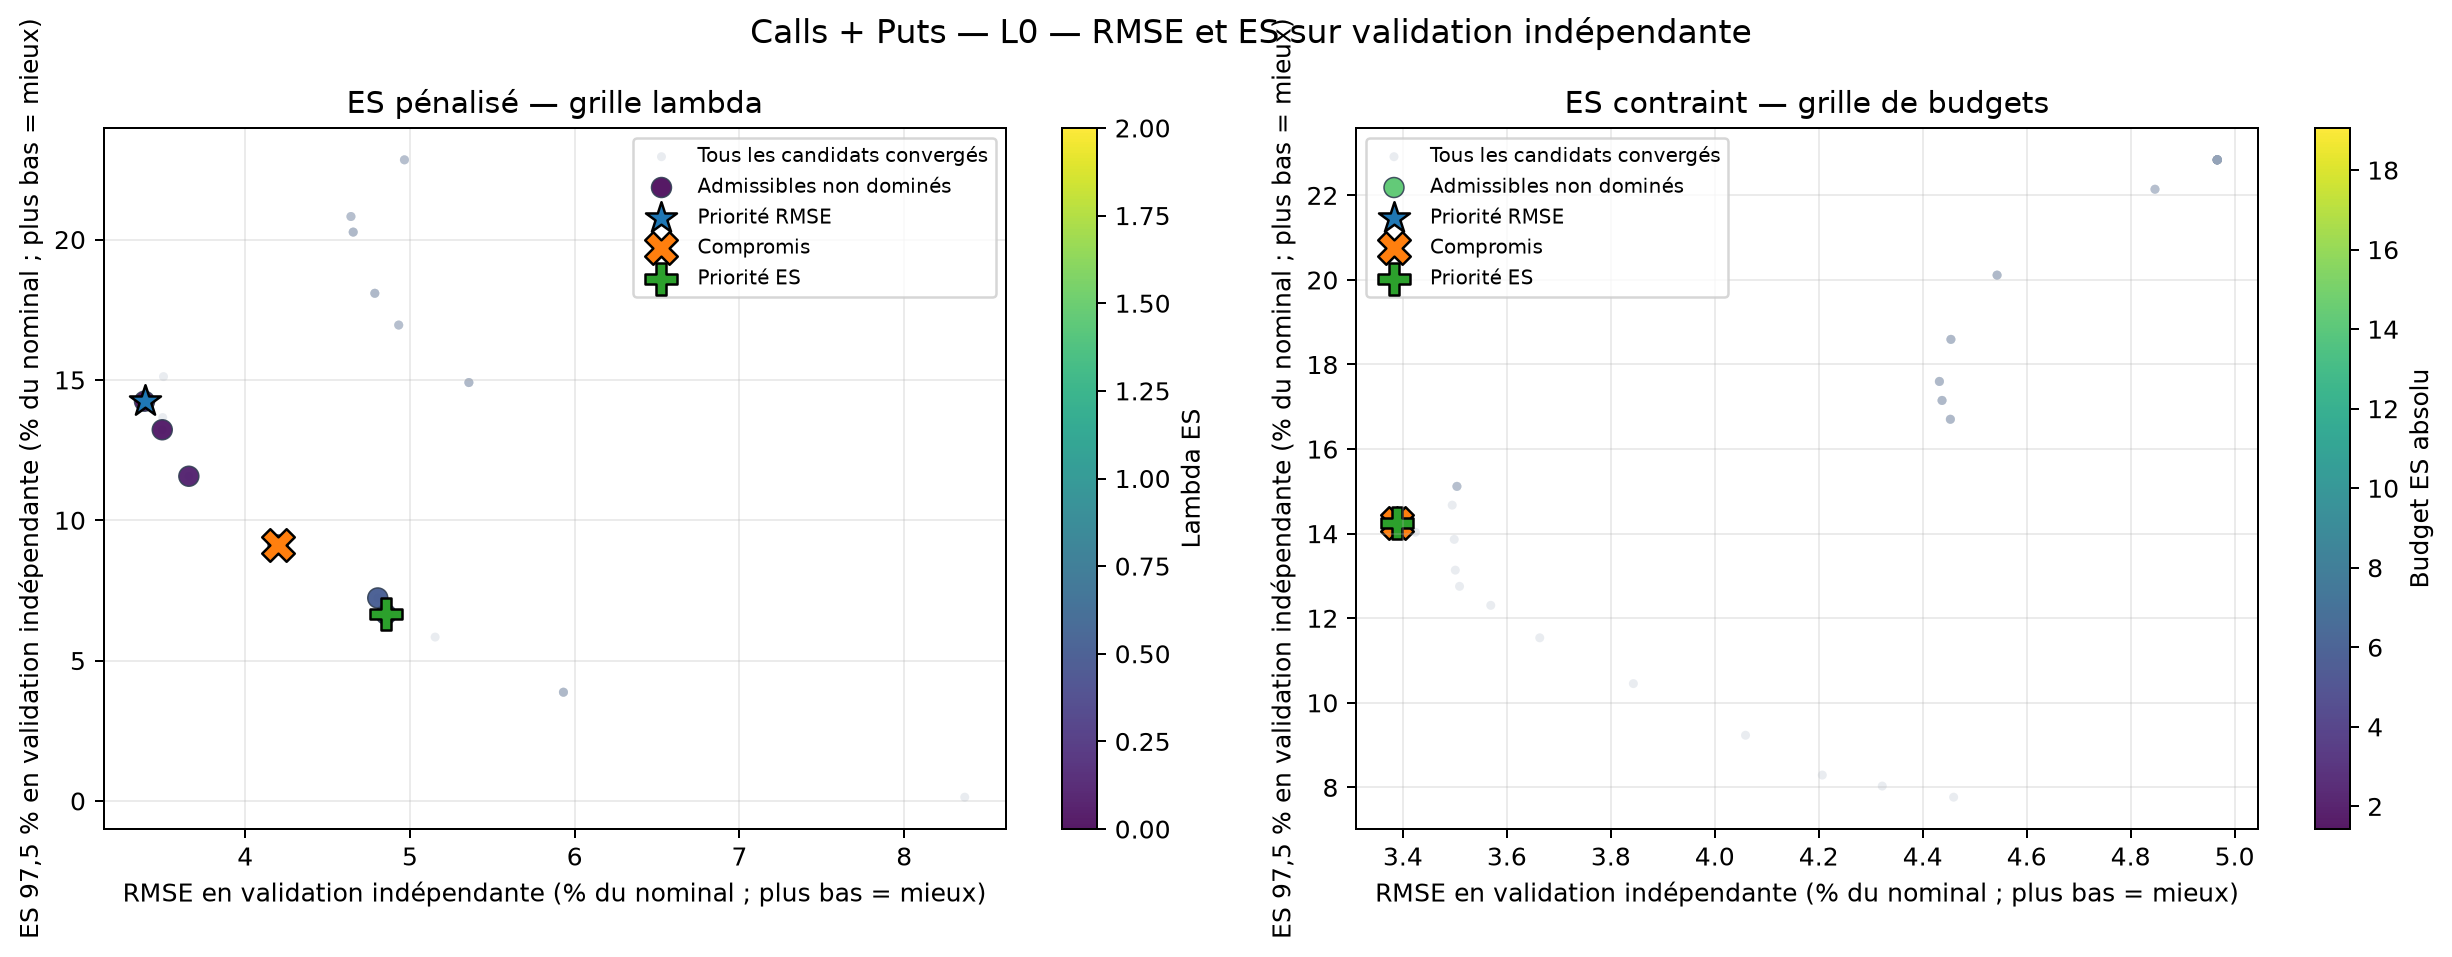 Calls + Puts — L0 — RMSE et ES sur validation indépendante
ES pénalisé — grille lambda
ES 97,5 % en validation indépendante (% du nominal ; plus bas = mieux)
20
15
10
5
0
Tous les candidats convergés
Admissibles non dominés
Priorité RMSE
Compromis
Priorité ES
4
5
6
7
8
RMSE en validation indépendante (% du nominal ; plus bas = mieux)
2.00
1.75
1.50
1.25
1.00
0.75
0.50
0.25
0.00
Lambda ES
ES contraint — grille de budgets
ES 97,5 % en validation indépendante (% du nominal ; plus bas = mieux)
22
20
18
16
14
12
10
8
Tous les candidats convergés
Admissibles non dominés
Priorité RMSE
Compromis
Priorité ES
3.4
3.6
3.8
4.0
4.2
4.4
4.6
4.8
5.0
RMSE en validation indépendante (% du nominal ; plus bas = mieux)
18
16
14
12
10
8
6
4
2
Budget ES absolu